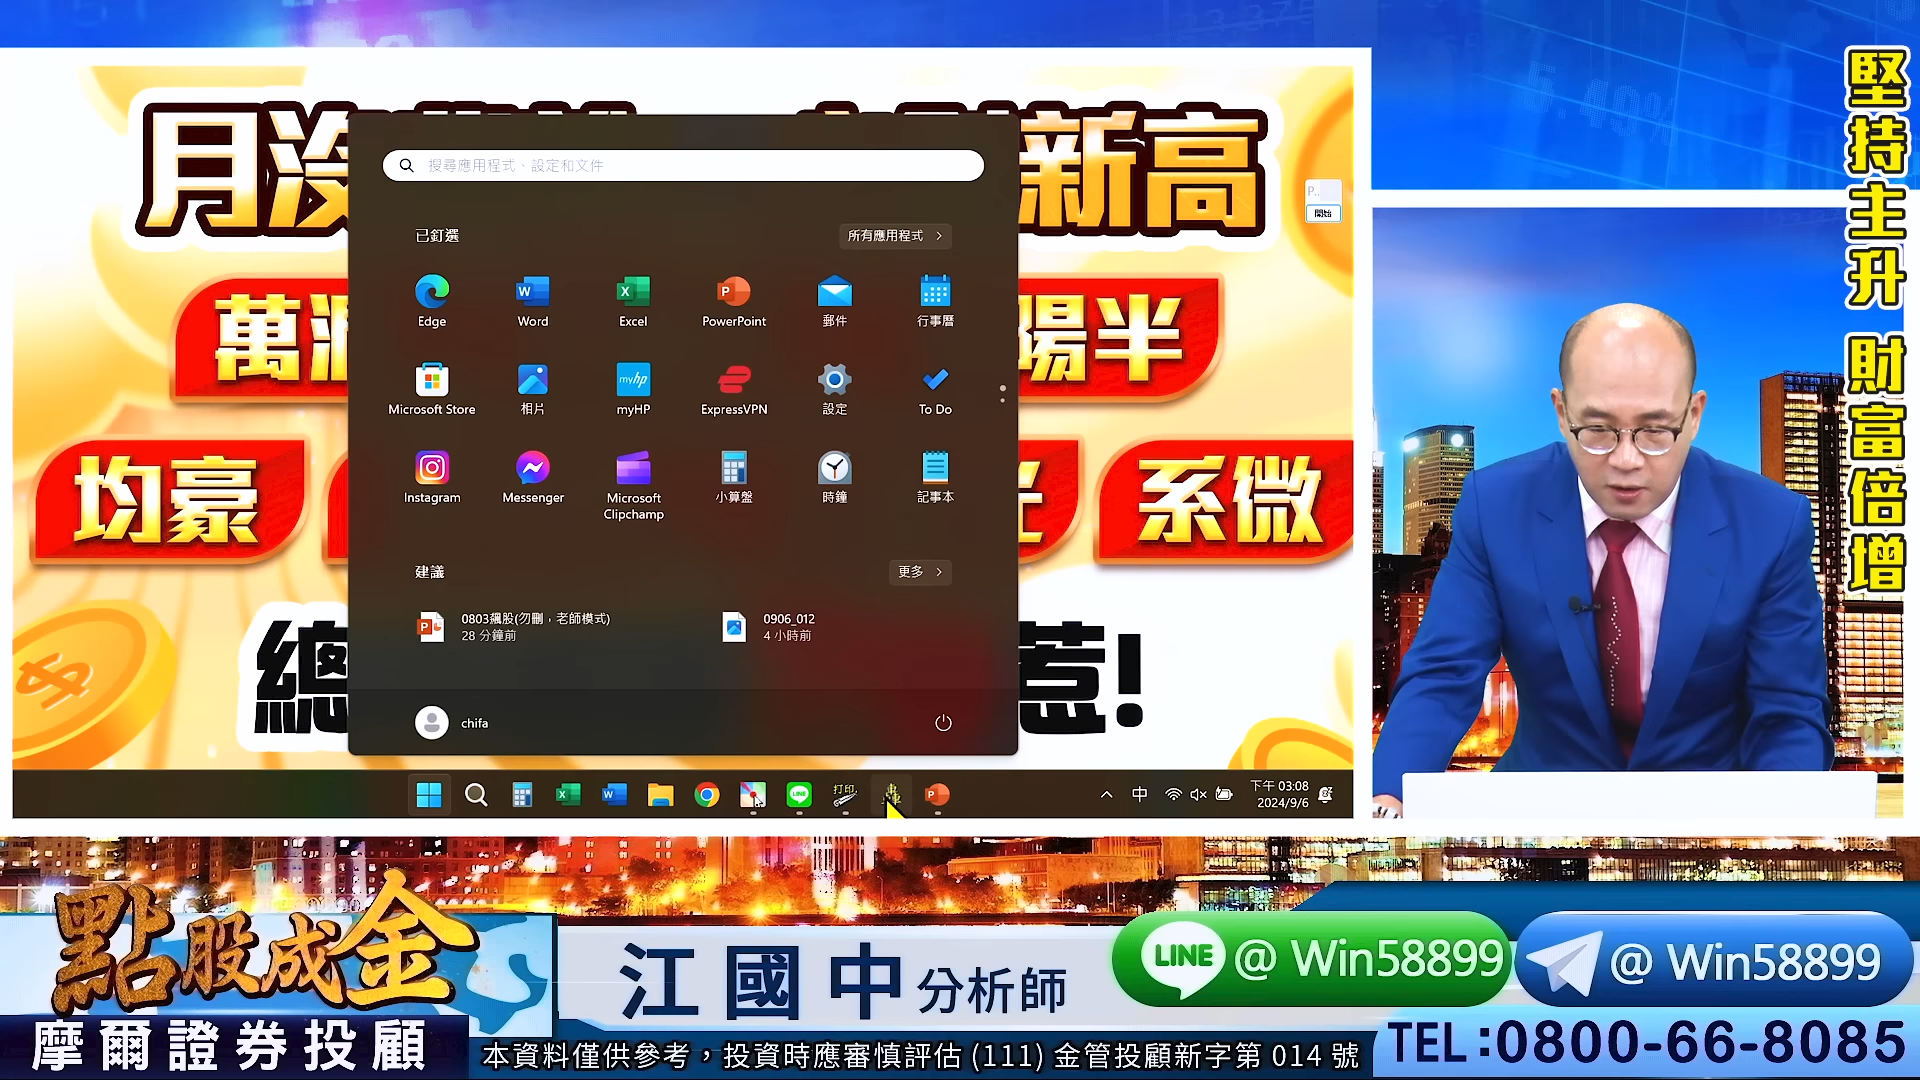 堅持主升 財富倍增
新高
月
P..
開始
搜尋應用程式、設定和文件
已釘選
所有應用程式
Edge
Word
Excel
PowerPoint
郵件
行事曆
Microsoft Store
相片
myHP
ExpressVPN
設定
To Do
Instagram
Messenger
Microsoft Clipchamp
小算盤
時鐘
記事本
萬
陽半
均豪
系微
建議
更多
0803飆股(勿刪，老師模式)
28 分鐘前
0906_012
4 小時前
總
惹!
chifa
打印.
中
下午 03:08
2024/9/6
點股成金
摩爾證券投顧
江國中分析師
LINE @ Win58899
@ Win58899
TEL:0800-66-8085
本資料僅供參考，投資時應審慎評估 (111) 金管投顧新字第 014 號